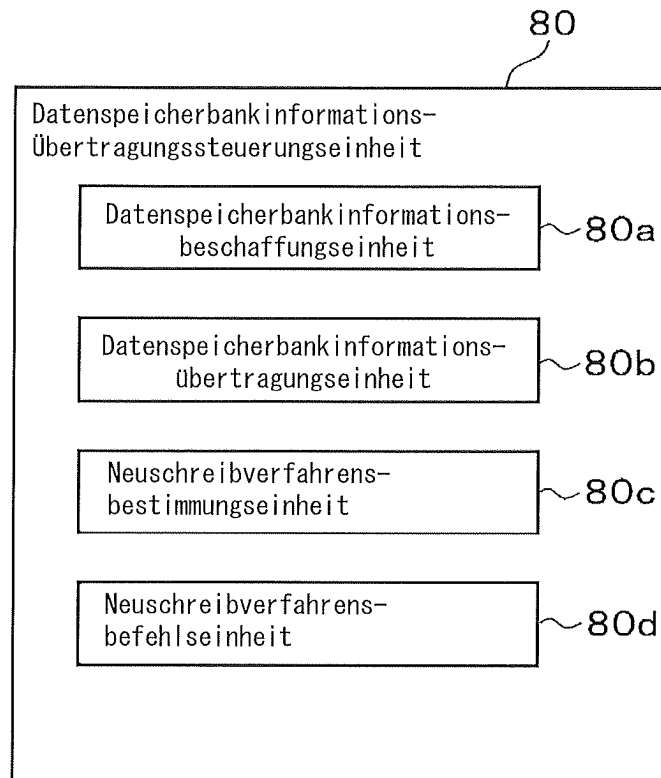 80
Datenspeicherbankinformations-
Übertragungssteuerungseinheit
Datenspeicherbankinformations-
beschaffungseinheit
80a
Datenspeicherbankinformations-
übertragungseinheit
80b
Neuschreibverfahrens-
bestimmungseinheit
80c
Neuschreibverfahrens-
befehlseinheit
80d